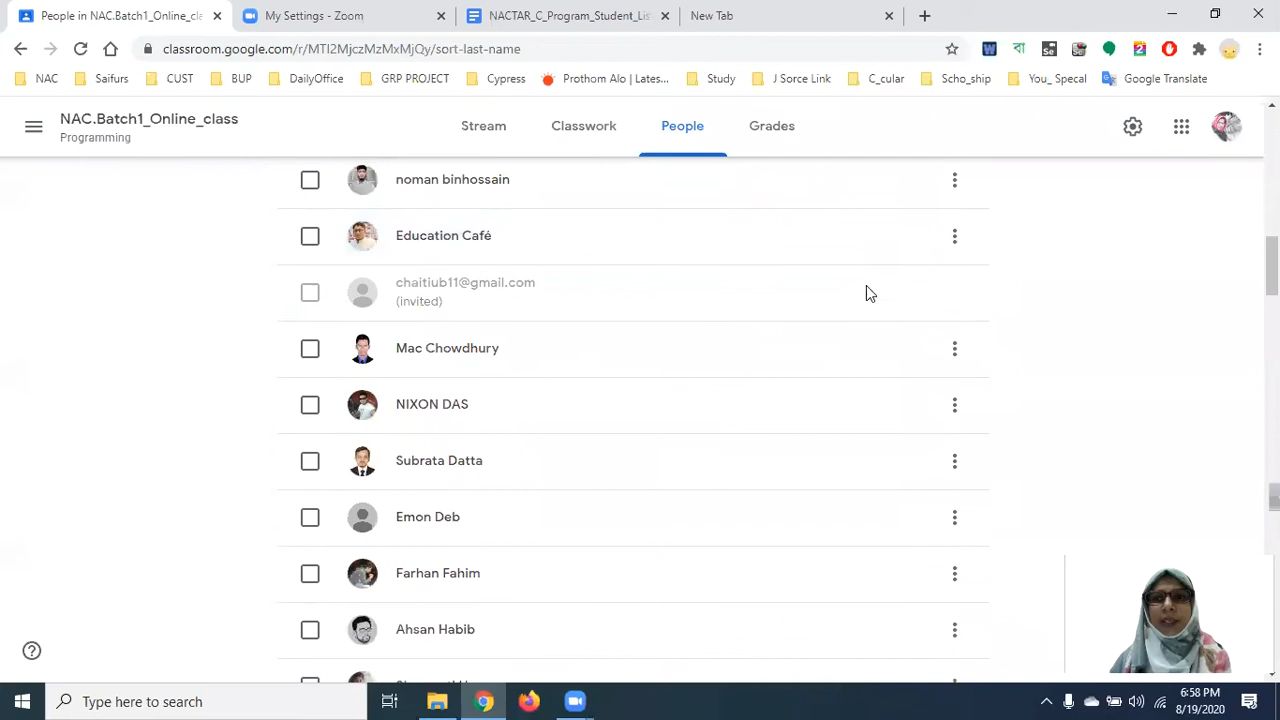 People in NAC.Batch1_Online_cla
My Settings - Zoom
NACTAR_C_Program_Student_List
New Tab
classroom.google.com/r/MTI2MjczMzMxMjQy/sort-last-name
NAC
Saifurs
CUST
BUP
DailyOffice
GRP PROJECT
Cypress
Prothom Alo | Lates...
Study
J Sorce Link
C_cular
Scho_ship
You_ Specal
Google Translate
NAC.Batch1_Online_class
Programming
Stream
Classwork
People
Grades
noman binhossain
Education Café
chaitiub11@gmail.com
(invited)
Mac Chowdhury
NIXON DAS
Subrata Datta
Emon Deb
Farhan Fahim
Ahsan Habib
Type here to search
6:58 PM
8/19/2020